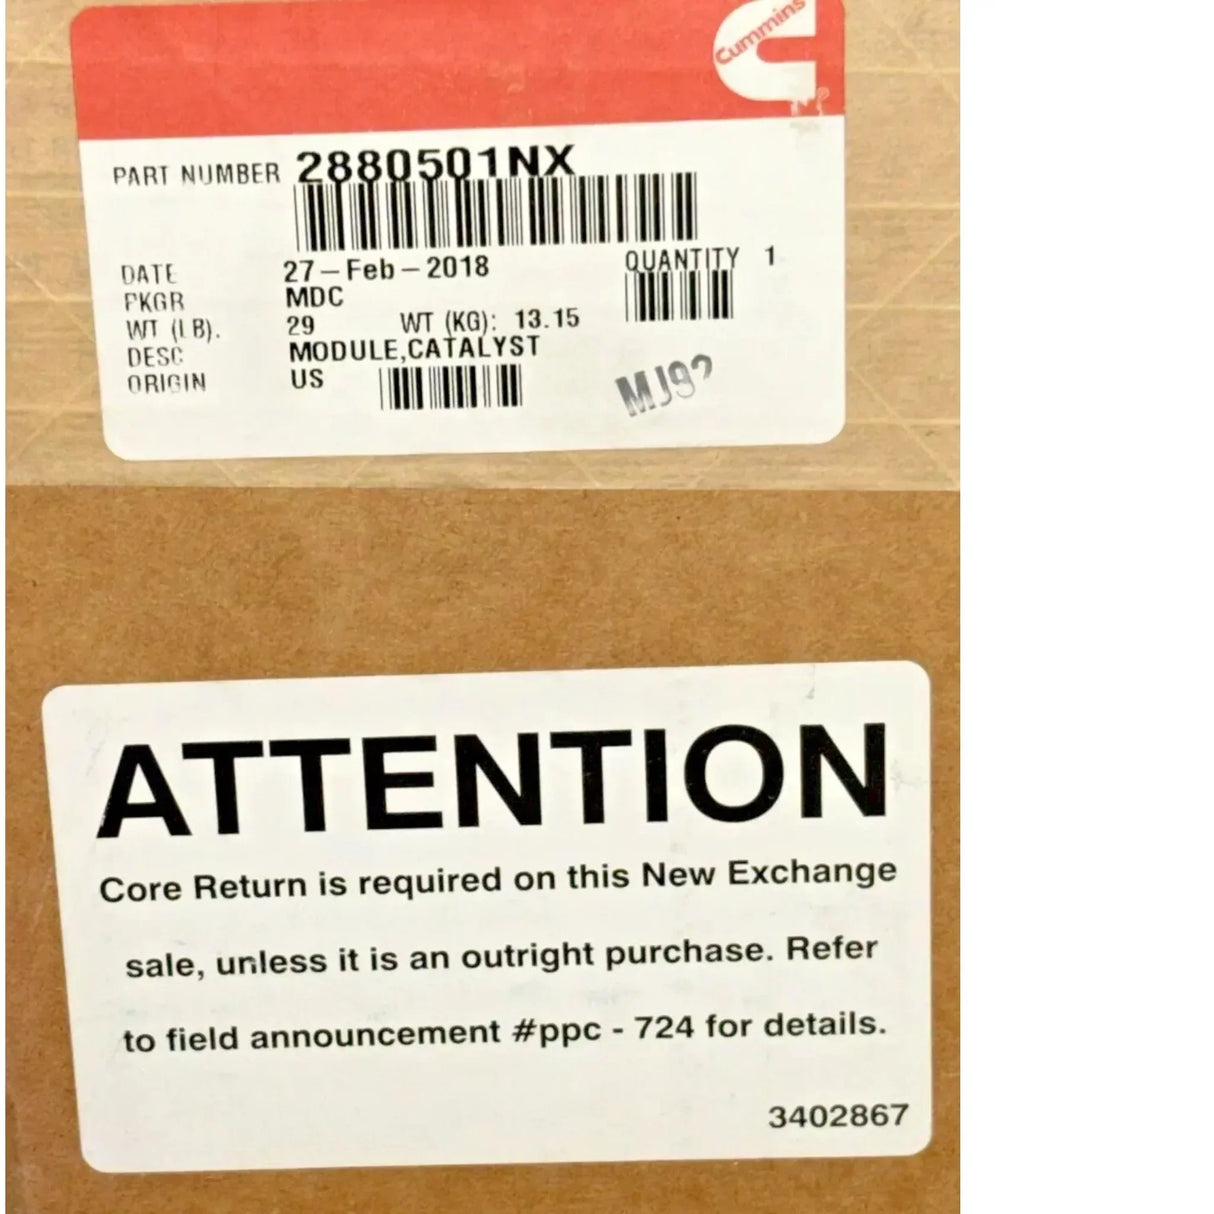 Cummins
PART NUMBER 2880501NX
DATE 27-Feb-2018 QUANTITY 1
PKGR MDC
WT (LB). 29 WT (KG): 13.15
DESC MODULE,CATALYST
ORIGIN US
ATTENTION
Core Return is required on this New Exchange
sale, unless it is an outright purchase. Refer
to field announcement #ppc - 724 for details.
3402867